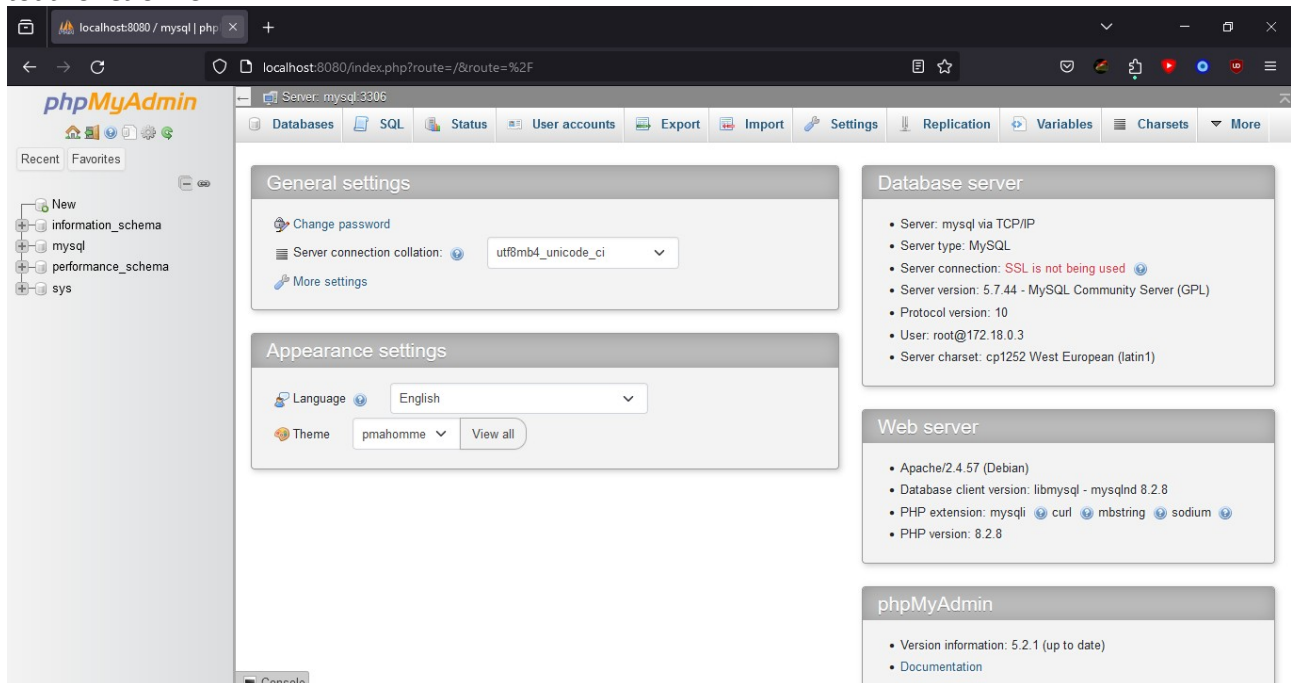 localhost:8080 / mysql | php
localhost:8080/index.php?route=/&route=%2F
phpMyAdmin
Recent Favorites
New
information_schema
mysql
performance_schema
sys
Server: mysql:3306
Databases SQL Status User accounts Export Import Settings Replication Variables Charsets More
General settings
Change password
Server connection collation: utf8mb4_unicode_ci
More settings
Appearance settings
Language English
Theme pmahomme View all
Database server
• Server: mysql via TCP/IP
• Server type: MySQL
• Server connection: SSL is not being used
• Server version: 5.7.44 - MySQL Community Server (GPL)
• Protocol version: 10
• User: root@172.18.0.3
• Server charset: cp1252 West European (latin1)
Web server
• Apache/2.4.57 (Debian)
• Database client version: libmysql - mysqlnd 8.2.8
• PHP extension: mysqli curl mbstring sodium
• PHP version: 8.2.8
phpMyAdmin
• Version information: 5.2.1 (up to date)
• Documentation
Console